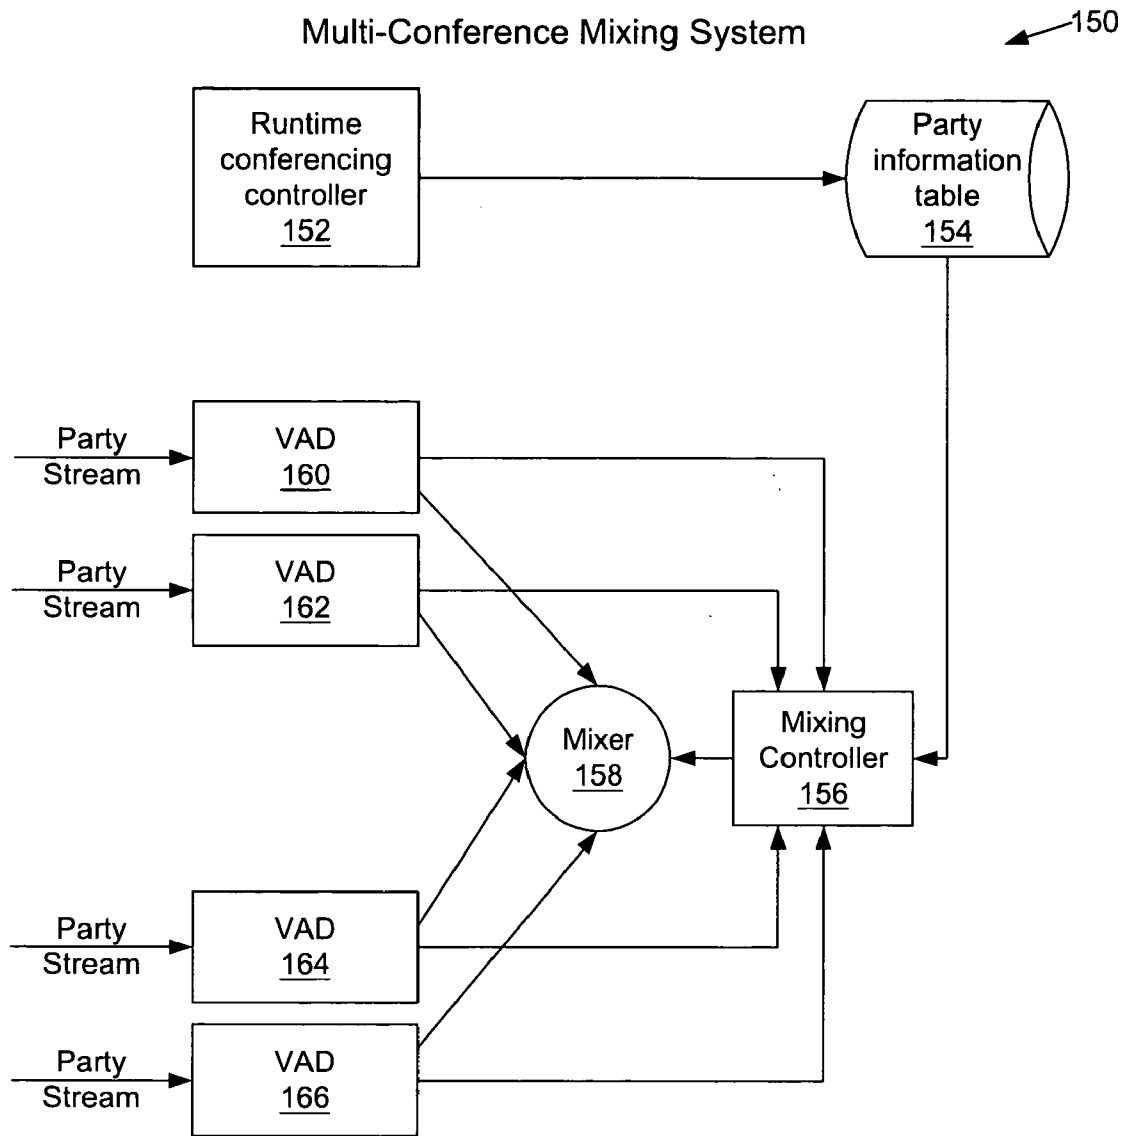 Multi-Conference Mixing System
150
Runtime
conferencing
controller
152
Party
information
table
154
Party
Stream
VAD
160
Party
Stream
VAD
162
Mixer
158
Mixing
Controller
156
Party
Stream
VAD
164
Party
Stream
VAD
166